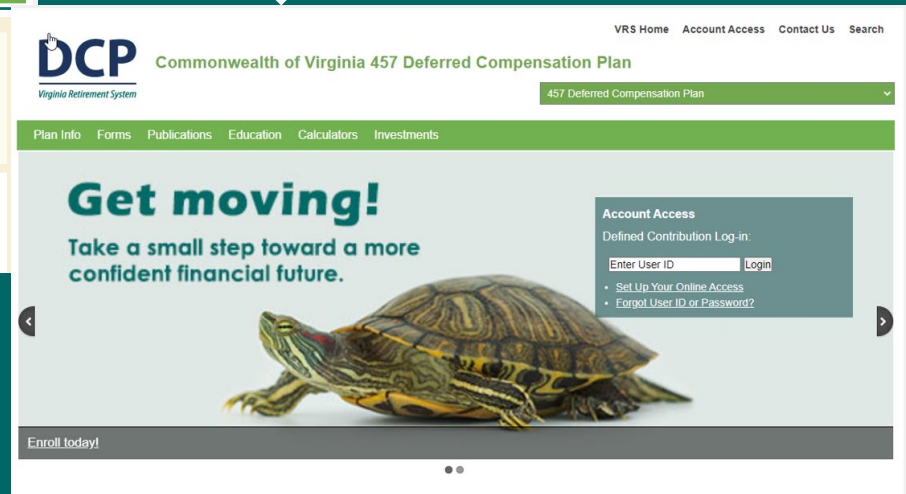 VRS Home Account Access Contact Us Search
DCP
Virginia Retirement System
Commonwealth of Virginia 457 Deferred Compensation Plan
457 Deferred Compensation Plan
Plan Info Forms Publications Education Calculators Investments
Get moving!
Take a small step toward a more
confident financial future.
Account Access
Defined Contribution Log-in:
Enter User ID Login
Set Up Your Online Access
Forgot User ID or Password?
Enroll today!